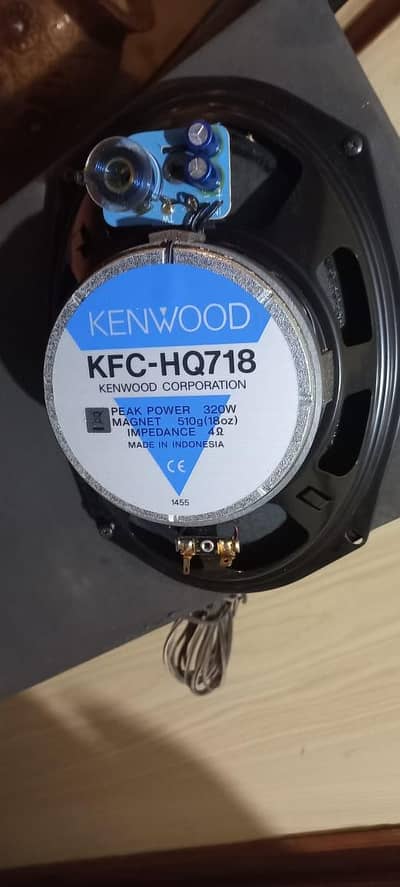 KENWOOD
KFC-HQ718
KENWOOD CORPORATION
PEAK POWER 320W
MAGNET 510g(18oz)
IMPEDANCE 4Ω
MADE IN INDONESIA
CE
1455